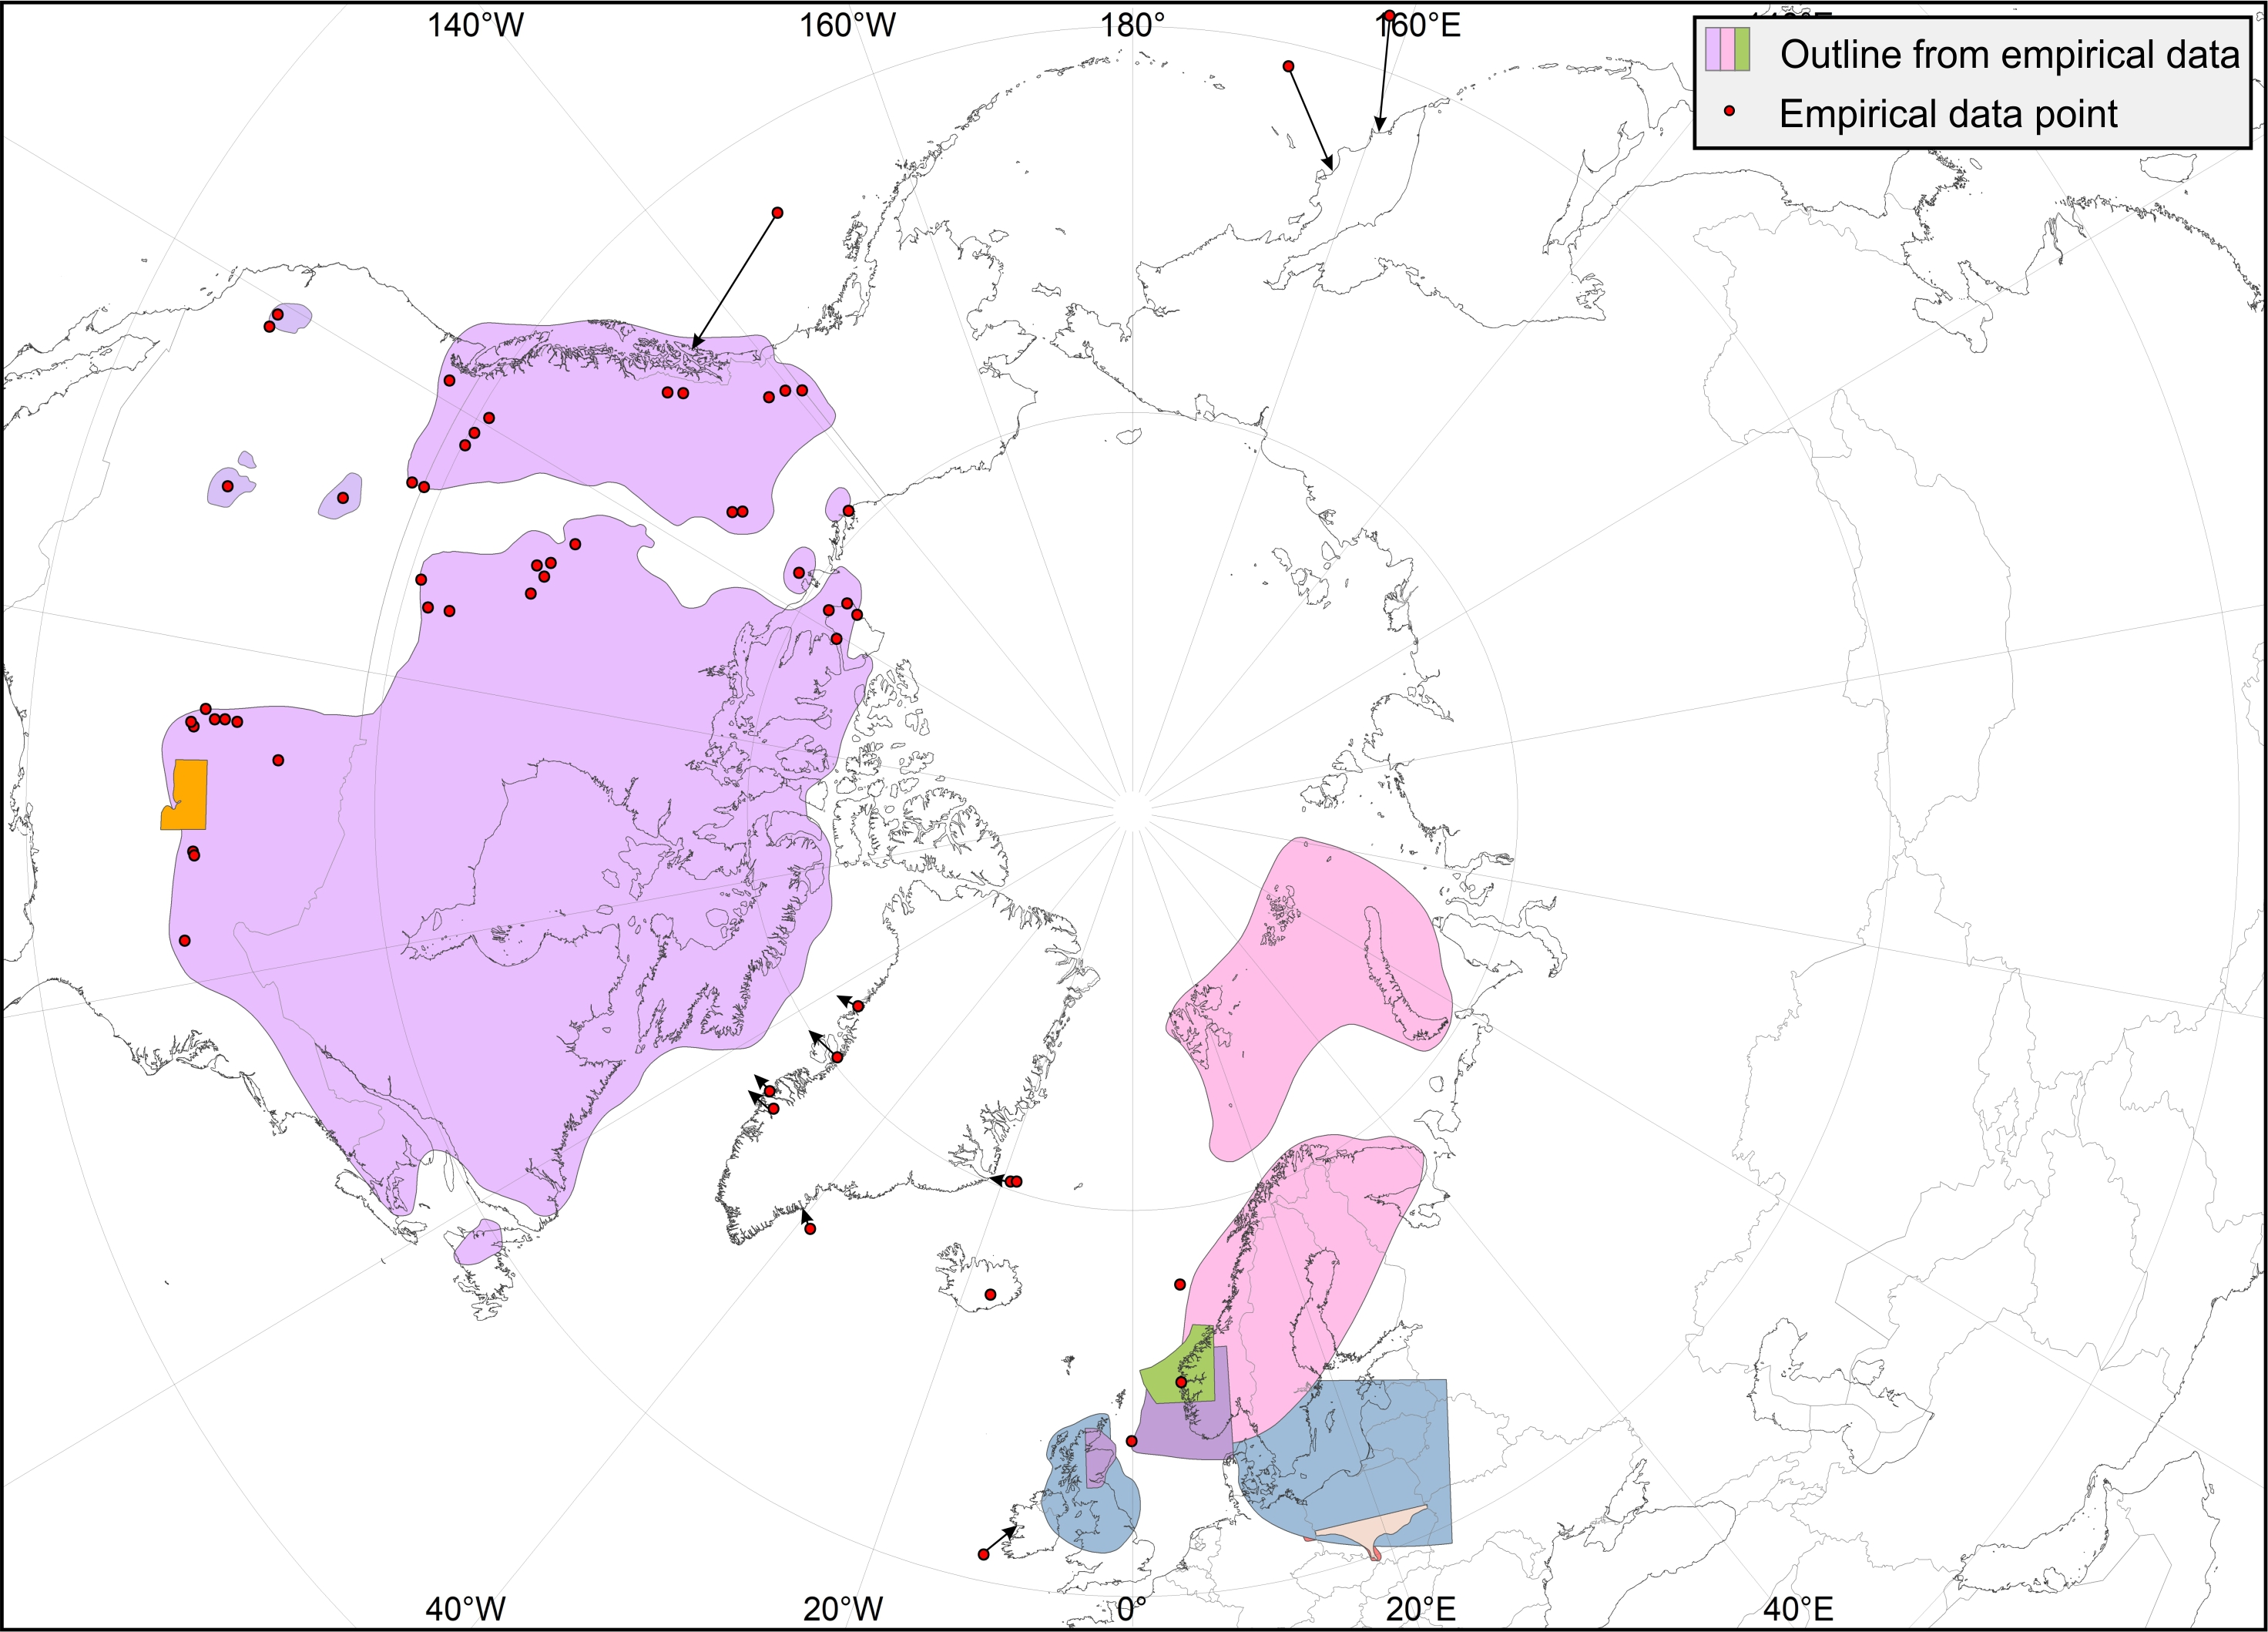 140°W 160°W 180° 160°E
Outline from empirical data
Empirical data point
40°W 20°W 0° 20°E 40°E